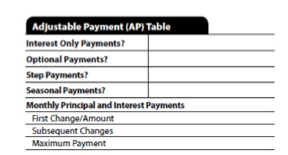 Adjustable Payment (AP) Table
Interest Only Payments?
Optional Payments?
Step Payments?
Seasonal Payments?
Monthly Principal and Interest Payments
First Change/Amount
Subsequent Changes
Maximum Payment